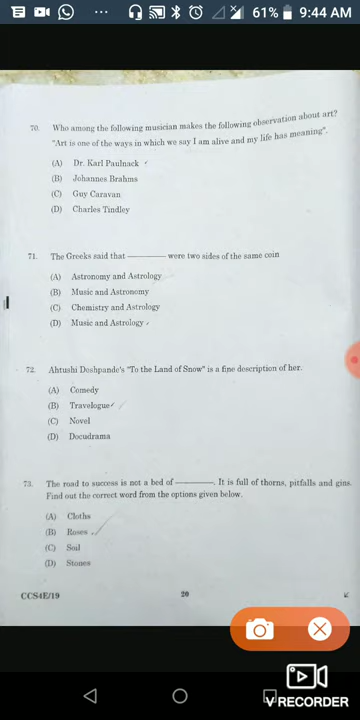 61% 9:44 AM
70. Who among the following musician makes the following observation about art?
"Art is one of the ways in which we say I am alive and my life has meaning".
(A) Dr. Karl Paulnack
(B) Johannes Brahms
(C) Guy Caravan
(D) Charles Tindley
71. The Greeks said that ———— were two sides of the same coin
(A) Astronomy and Astrology
(B) Music and Astronomy
(C) Chemistry and Astrology
(D) Music and Astrology
72. Ahtushi Deshpande's "To the Land of Snow" is a fine description of her.
(A) Comedy
(B) Travelogue
(C) Novel
(D) Docudrama
73. The road to success is not a bed of ————. It is full of thorns, pitfalls and gins.
Find out the correct word from the options given below.
(A) Cloths
(B) Roses
(C) Soil
(D) Stones
CCS4E/19 20
V RECORDER